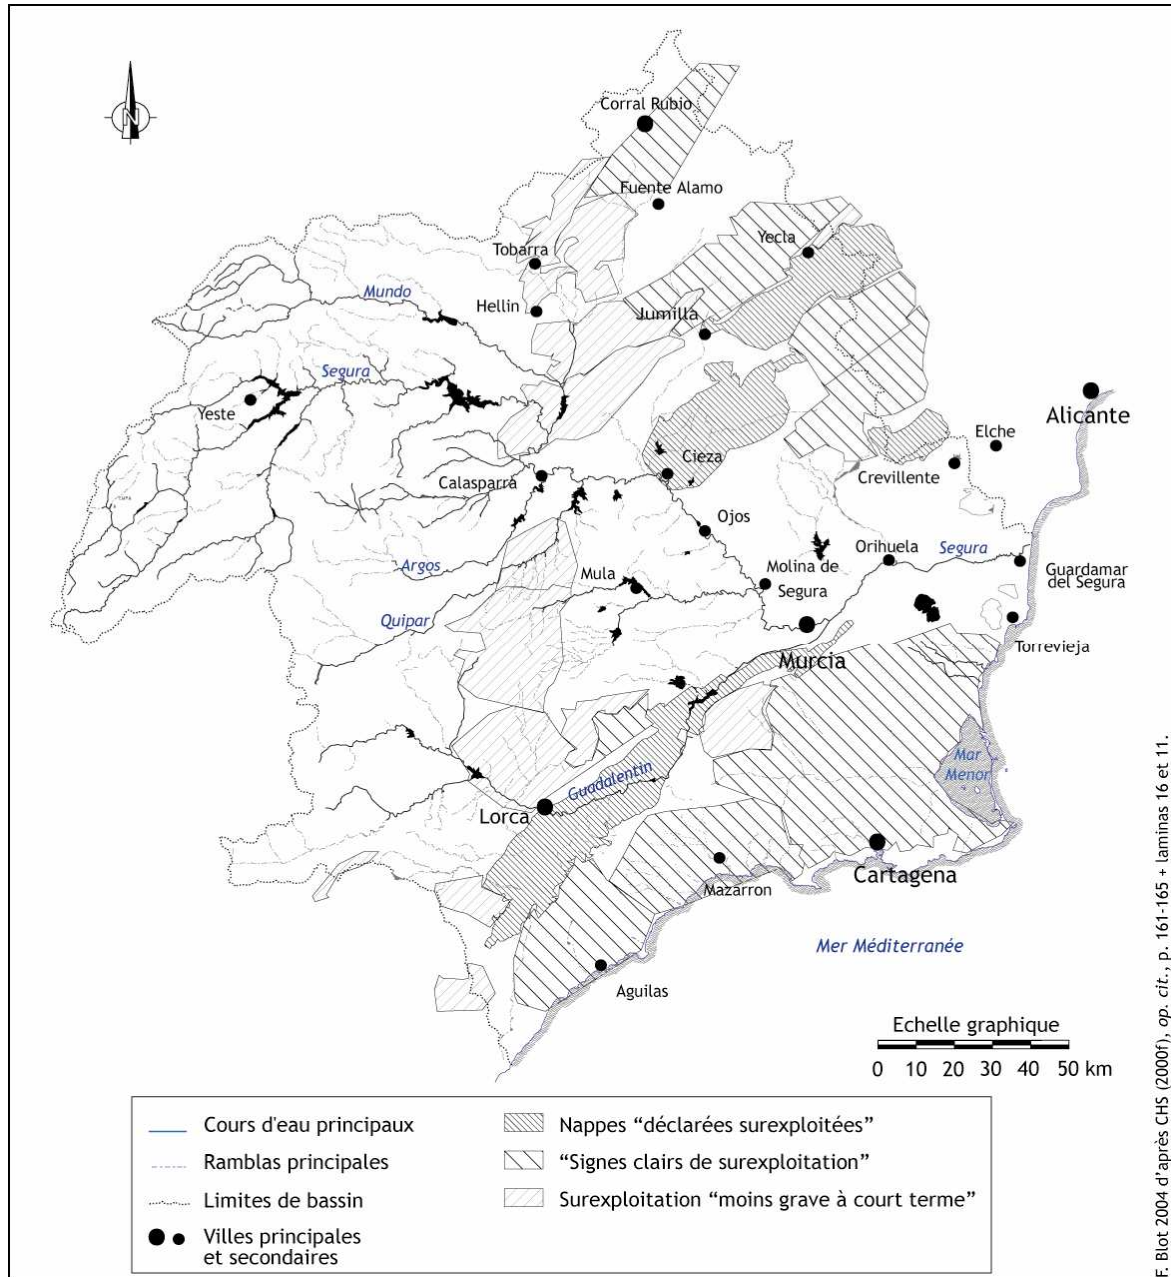 N
Corral Rubio
Fuente Alamo
Yecla
Tobarra
Mundo
Hellin
Jumilla
Segura
Yeste
Alicante
Elche
Cieza
Crevillente
Calasparra
Ojos
Orihuela
Segura
Argos
Mula
Molina de
Segura
Guardamar
del Segura
Quipar
Murcia
Torrevieja
Mar
Menor
Guadalentin
Lorca
Cartagena
Mazarron
Mer Méditerranée
Aguilas
Echelle graphique
0 10 20 30 40 50 km
Cours d'eau principaux
Ramblas principales
Limites de bassin
Villes principales
et secondaires
Nappes “déclarées surexploitées”
“Signes clairs de surexploitation”
Surexploitation “moins grave à court terme”
F. Blot 2004 d'après CHS (2000f), op. cit., p. 161-165 + laminas 16 et 11.